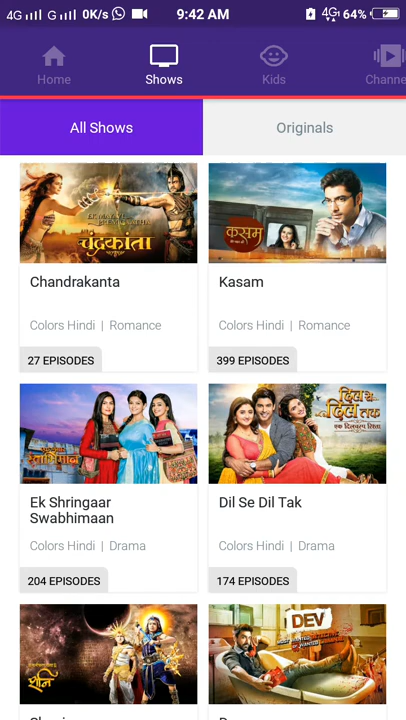 4G G 0K/s 9:42 AM 4G 64%
Home Shows Kids Channe
All Shows Originals
चंद्रकांता
कसम
Chandrakanta
Kasam
Colors Hindi | Romance
Colors Hindi | Romance
27 EPISODES
399 EPISODES
स्वाभिमान
दिल से
दिल तक
Ek Shringaar
Swabhimaan
Dil Se Dil Tak
Colors Hindi | Drama
Colors Hindi | Drama
204 EPISODES
174 EPISODES
शनि
DEV